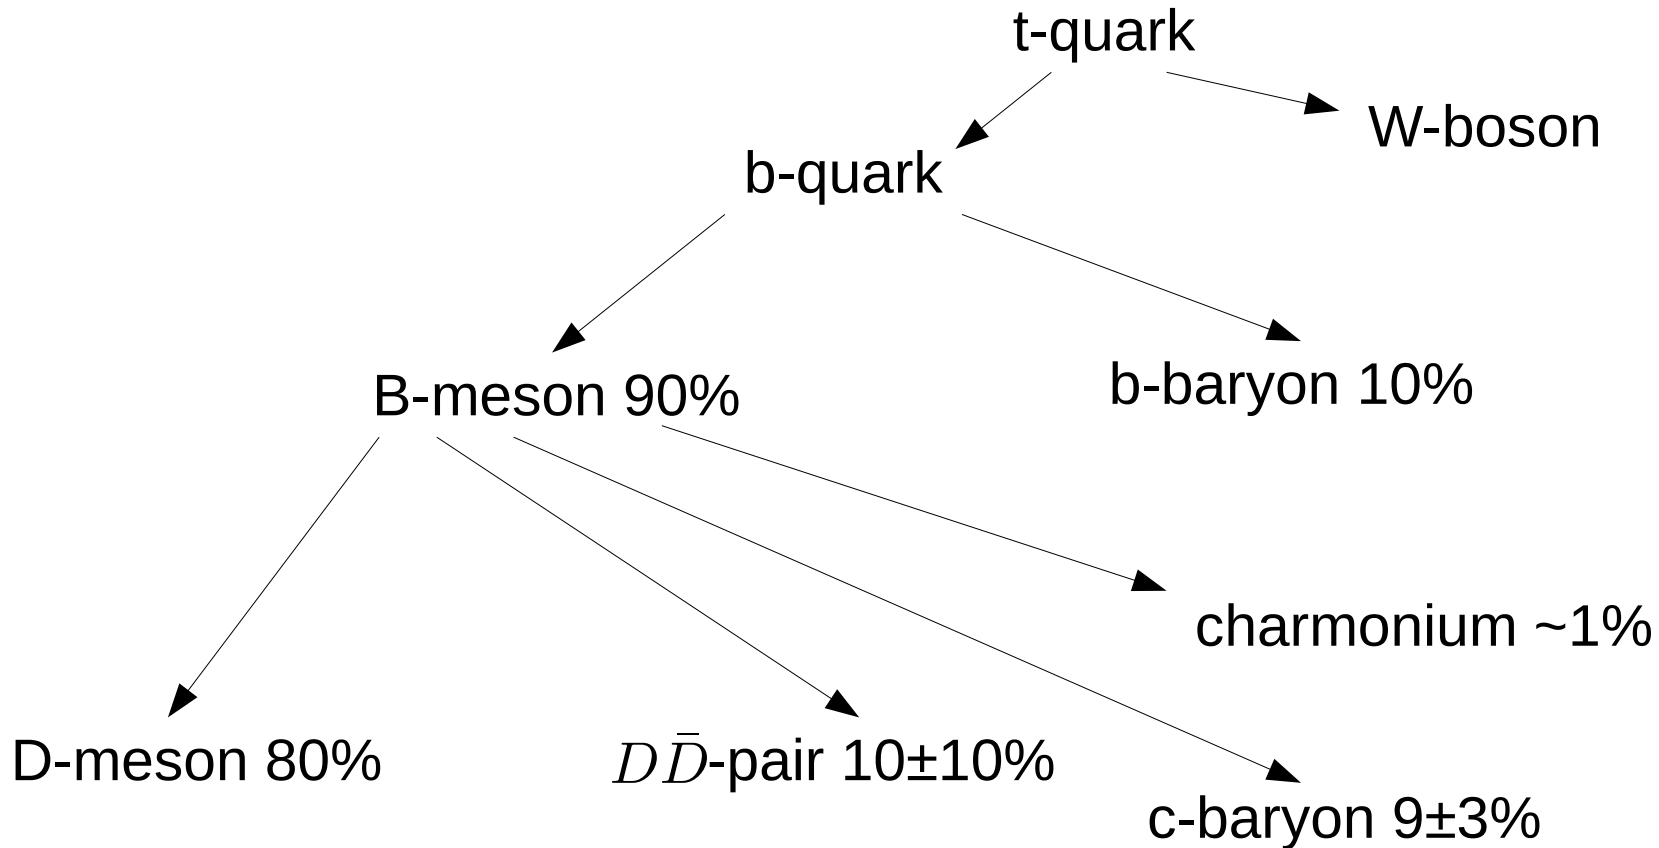 t-quark
W-boson
b-quark
B-meson 90%
b-baryon 10%
charmonium ~1%
D-meson 80%
DD̄-pair 10±10%
c-baryon 9±3%